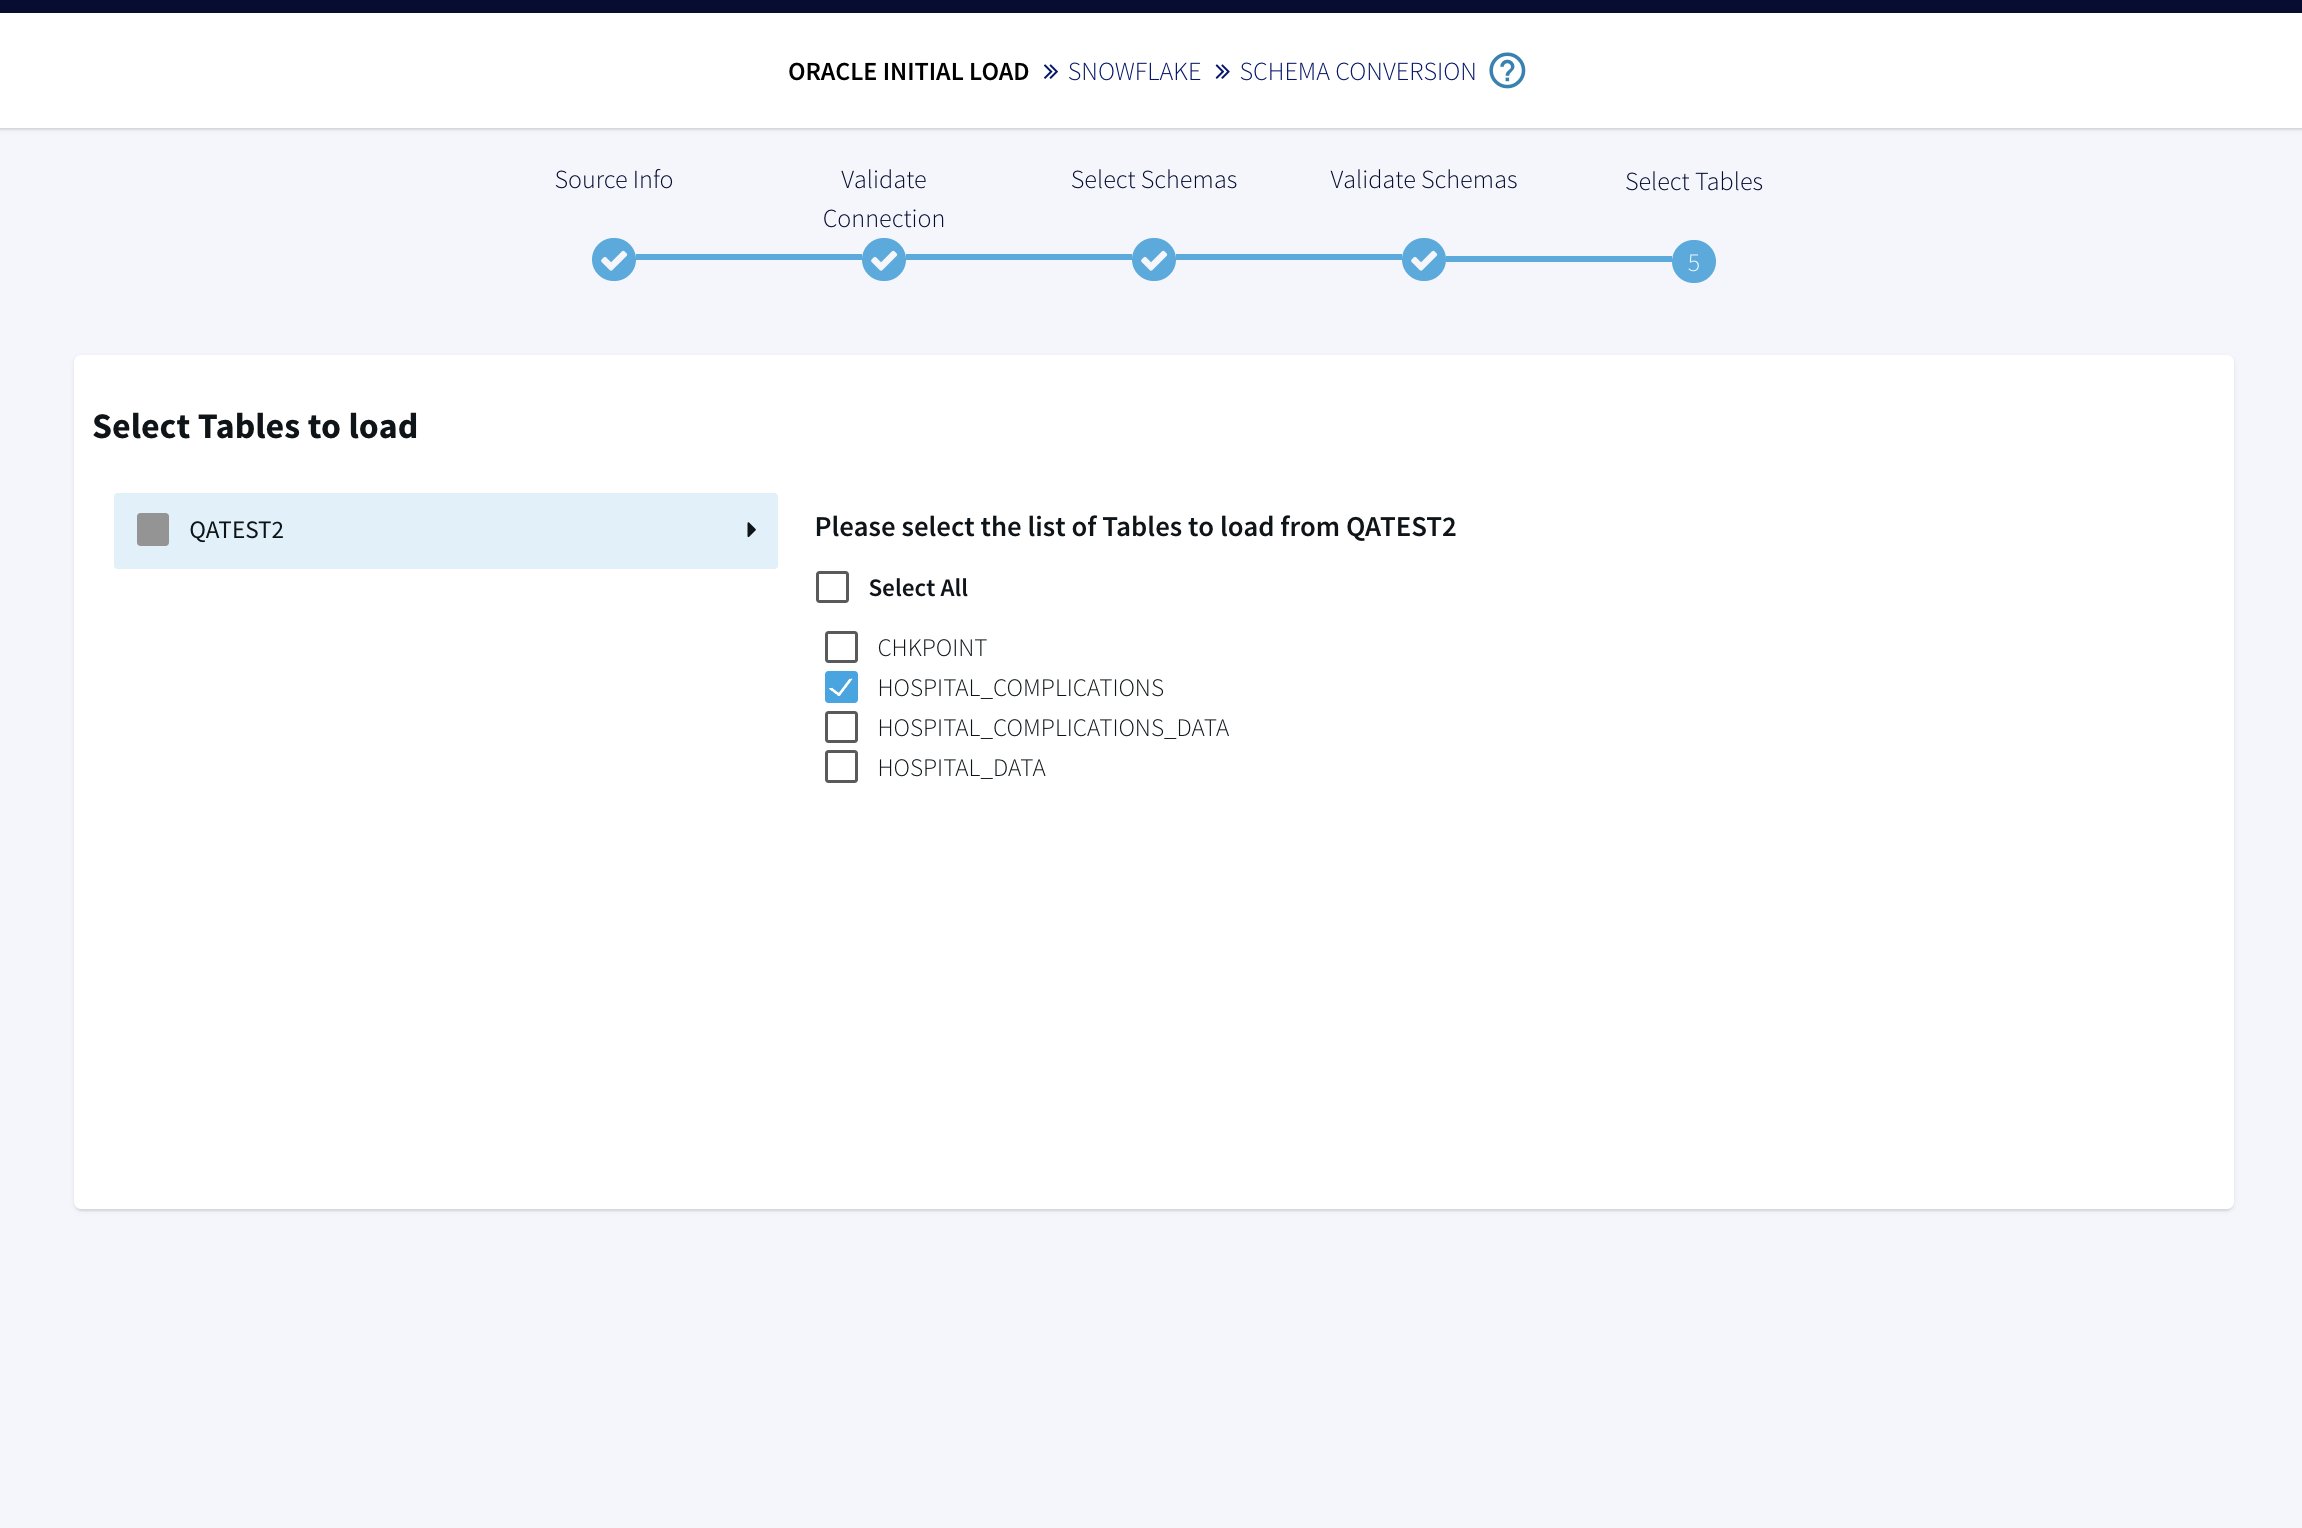 ORACLE INITIAL LOAD » SNOWFLAKE » SCHEMA CONVERSION ?
Source Info
Validate
Connection
Select Schemas
Validate Schemas
Select Tables
5
Select Tables to load
QATEST2
Please select the list of Tables to load from QATEST2
Select All
CHKPOINT
HOSPITAL_COMPLICATIONS
HOSPITAL_COMPLICATIONS_DATA
HOSPITAL_DATA